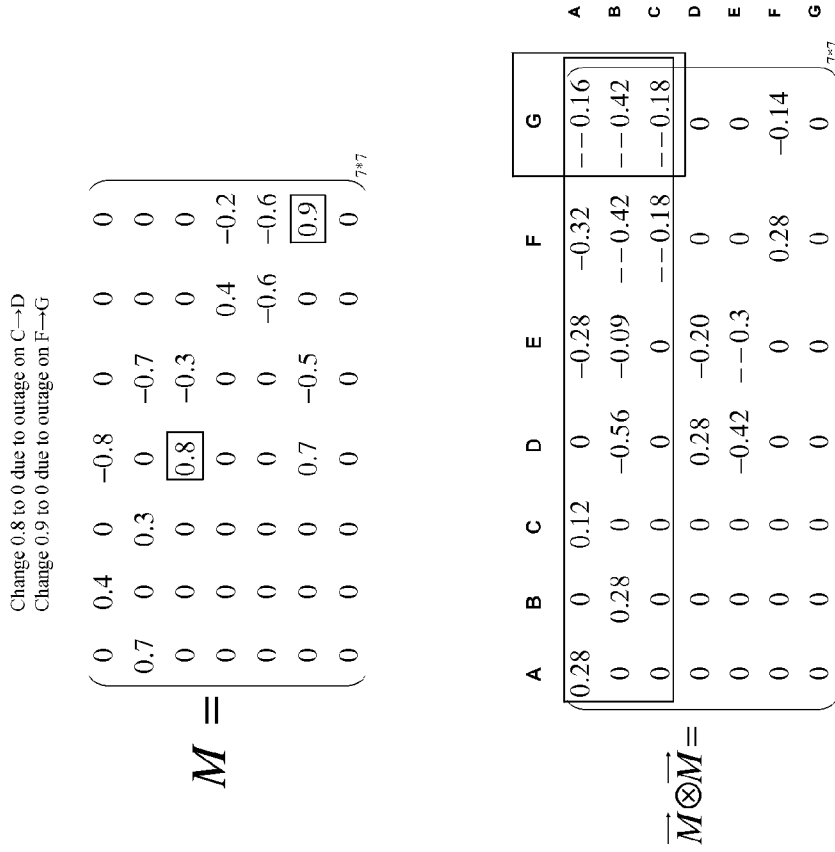 Change 0.8 to 0 due to outage on C→D
Change 0.9 to 0 due to outage on F→G
0 0.4 0 −0.8 0 0 0
0.7 0 0.3 0 −0.7 0 0
0 0 0 0.8 −0.3 0 0
M = 0 0 0 0 0 0.4 −0.2
0 0 0 0 0 −0.6 −0.6
0 0 0 0.7 −0.5 0 0.9
0 0 0 0 0 0 0
7*7
A B C D E F G
0.28 0 0.12 0 −0.28 −0.32 −−0.16 A
0 0.28 0 −0.56 −0.09 −−0.42 −−0.42 B
0 0 0 0 0 −−0.18 −−0.18 C
M⊗M= 0 0 0 0.28 −0.20 0 0 D
0 0 0 −0.42 −−0.3 0 0 E
0 0 0 0 0 0.28 −0.14 F
0 0 0 0 0 0 0 G
7*7